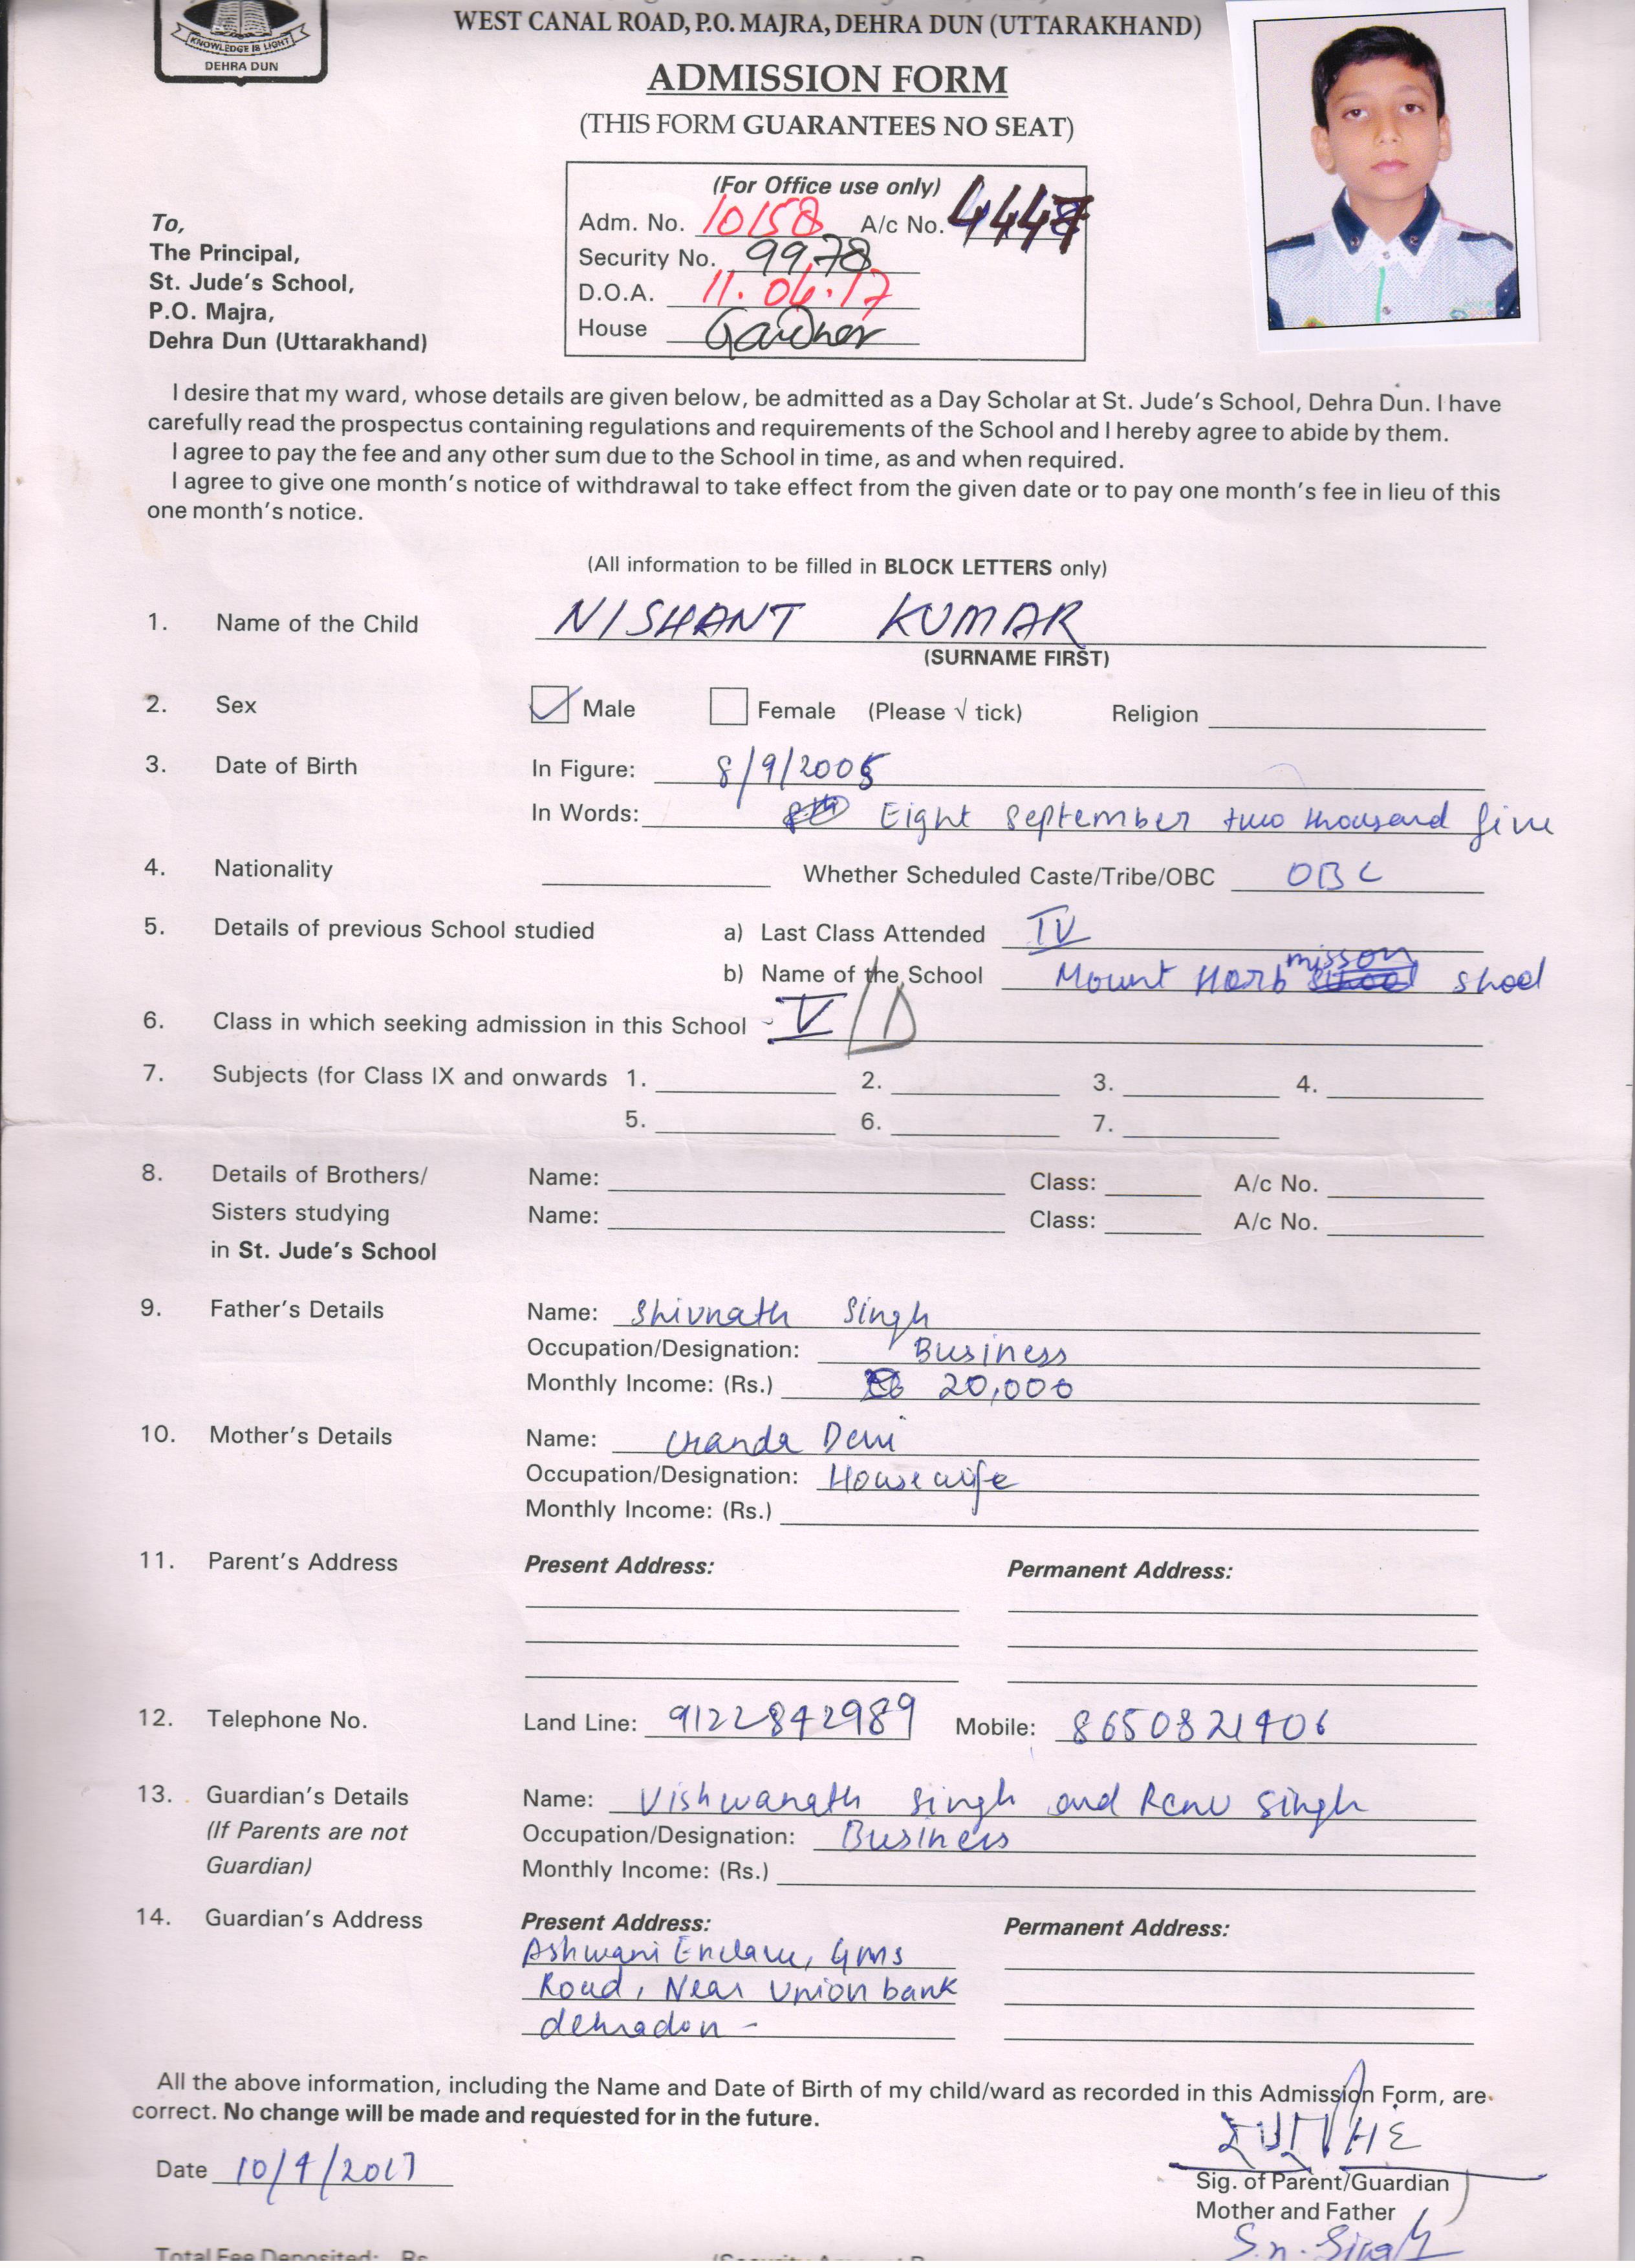 KNOWLEDGE IS LIGHT
DEHRA DUN
WEST CANAL ROAD, P.O. MAJRA, DEHRA DUN (UTTARAKHAND)
ADMISSION FORM
(THIS FORM GUARANTEES NO SEAT)
(For Office use only)
Adm. No. 10158 A/c No. 4447
Security No. 9978
D.O.A. 11.04.17
House Gardner
To,
The Principal,
St. Jude's School,
P.O. Majra,
Dehra Dun (Uttarakhand)
I desire that my ward, whose details are given below, be admitted as a Day Scholar at St. Jude's School, Dehra Dun. I have
carefully read the prospectus containing regulations and requirements of the School and I hereby agree to abide by them.
I agree to pay the fee and any other sum due to the School in time, as and when required.
I agree to give one month's notice of withdrawal to take effect from the given date or to pay one month's fee in lieu of this
one month's notice.
(All information to be filled in BLOCK LETTERS only)
1. Name of the Child NISHANT KUMAR
(SURNAME FIRST)
2. Sex Male Female (Please √ tick) Religion
3. Date of Birth In Figure: 8/9/2005
In Words: Eight September two thousand five
4. Nationality Whether Scheduled Caste/Tribe/OBC OBC
5. Details of previous School studied a) Last Class Attended IV
b) Name of the School Mount Horb misson shool
6. Class in which seeking admission in this School V/D
7. Subjects (for Class IX and onwards 1. 2. 3. 4.
5. 6. 7.
8. Details of Brothers/ Name: Class: A/c No.
Sisters studying Name: Class: A/c No.
in St. Jude's School
9. Father's Details Name: Shivnath Singh
Occupation/Designation: Business
Monthly Income: (Rs.) 20,000
10. Mother's Details Name: Chanda Devi
Occupation/Designation: Housewife
Monthly Income: (Rs.)
11. Parent's Address Present Address: Permanent Address:
12. Telephone No. Land Line: 9122842989 Mobile: 8650821406
13. Guardian's Details Name: Vishwanath Singh and Renu Singh
(If Parents are not Occupation/Designation: Business
Guardian) Monthly Income: (Rs.)
14. Guardian's Address Present Address: Permanent Address:
Ashwani Enclave, GMS
Road, Near Union bank
dehradon -
All the above information, including the Name and Date of Birth of my child/ward as recorded in this Admission Form, are
correct. No change will be made and requested for in the future.
Date 10/4/2017
Sig. of Parent/Guardian
Mother and Father
S.n. Singh
Total Fee Deposited: Rs